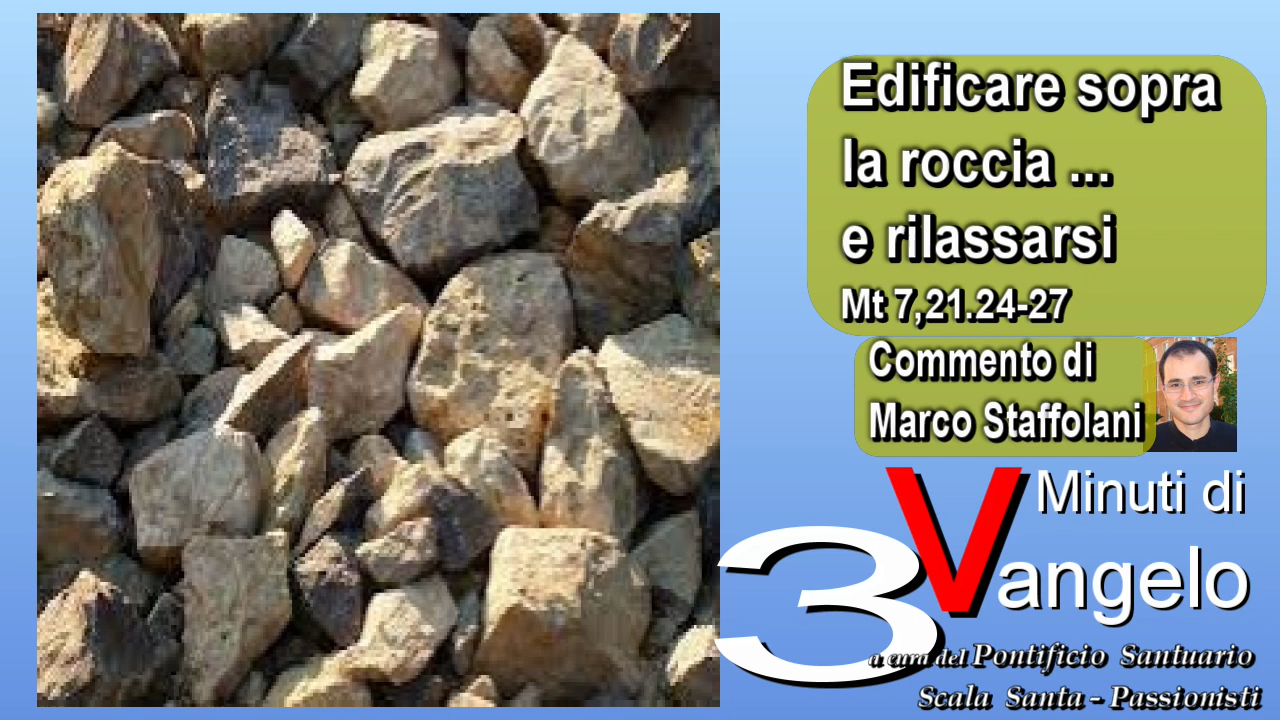 Edificare sopra
la roccia ...
e rilassarsi
Mt 7,21.24-27
Commento di
Marco Staffolani
3 Minuti di
Vangelo
a cura del Pontificio Santuario
Scala Santa - Passionisti